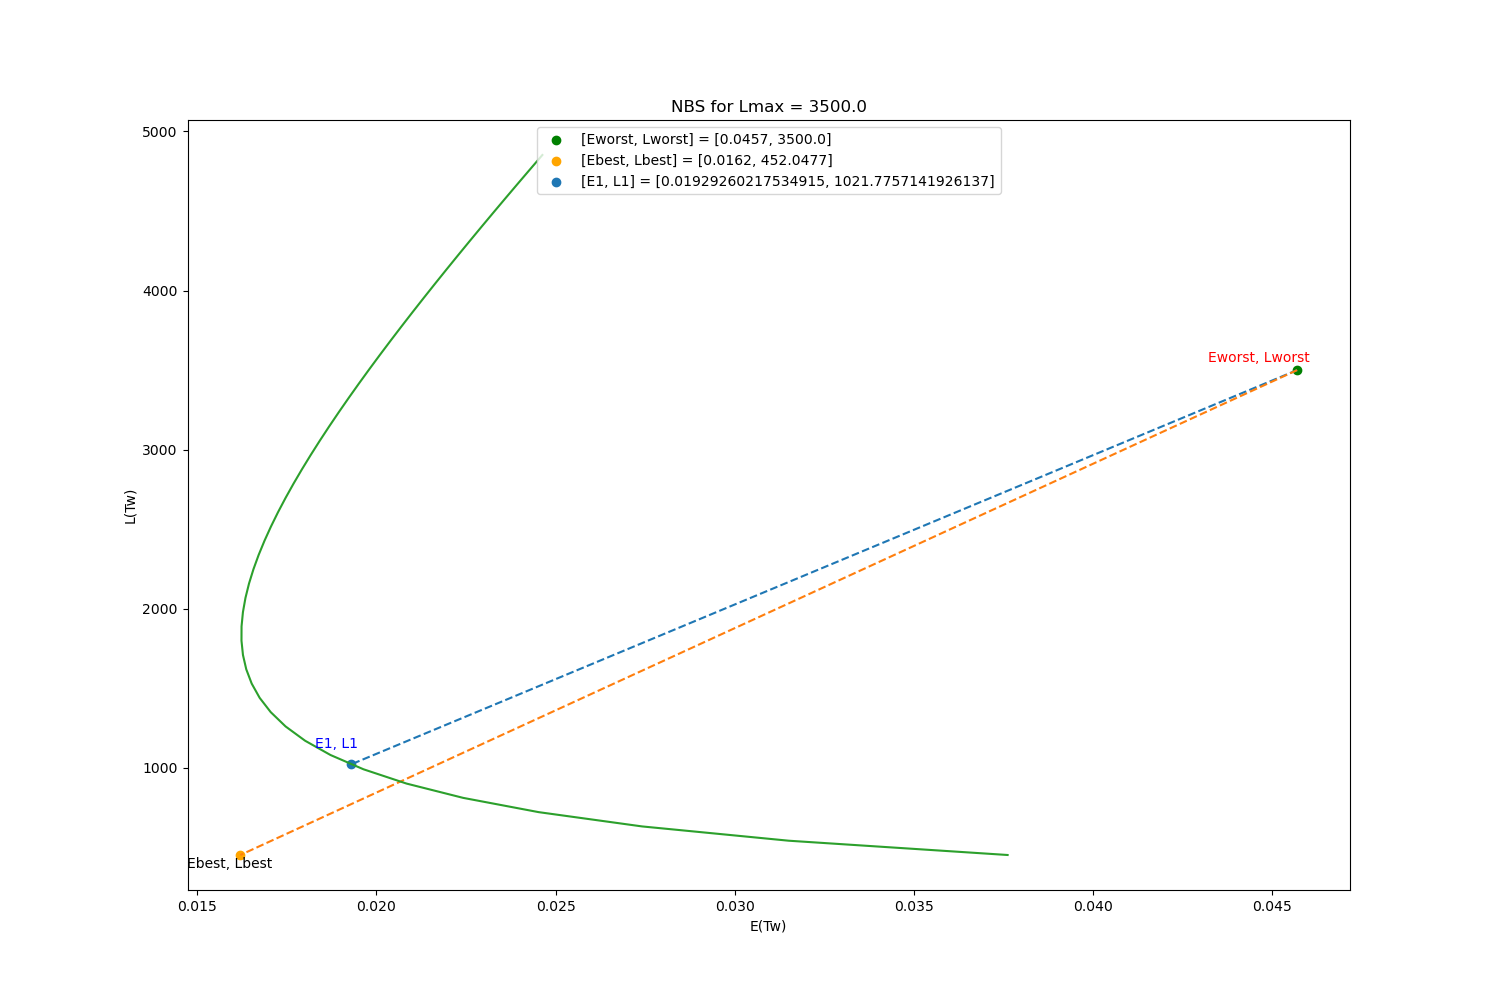 NBS for Lmax = 3500.0
[Eworst, Lworst] = [0.0457, 3500.0]
[Ebest, Lbest] = [0.0162, 452.0477]
[E1, L1] = [0.01929260217534915, 1021.7757141926137]
5000
4000
3000
2000
1000
L(Tw)
Eworst, Lworst
E1, L1
Ebest, Lbest
0.015
0.020
0.025
0.030
0.035
0.040
0.045
E(Tw)